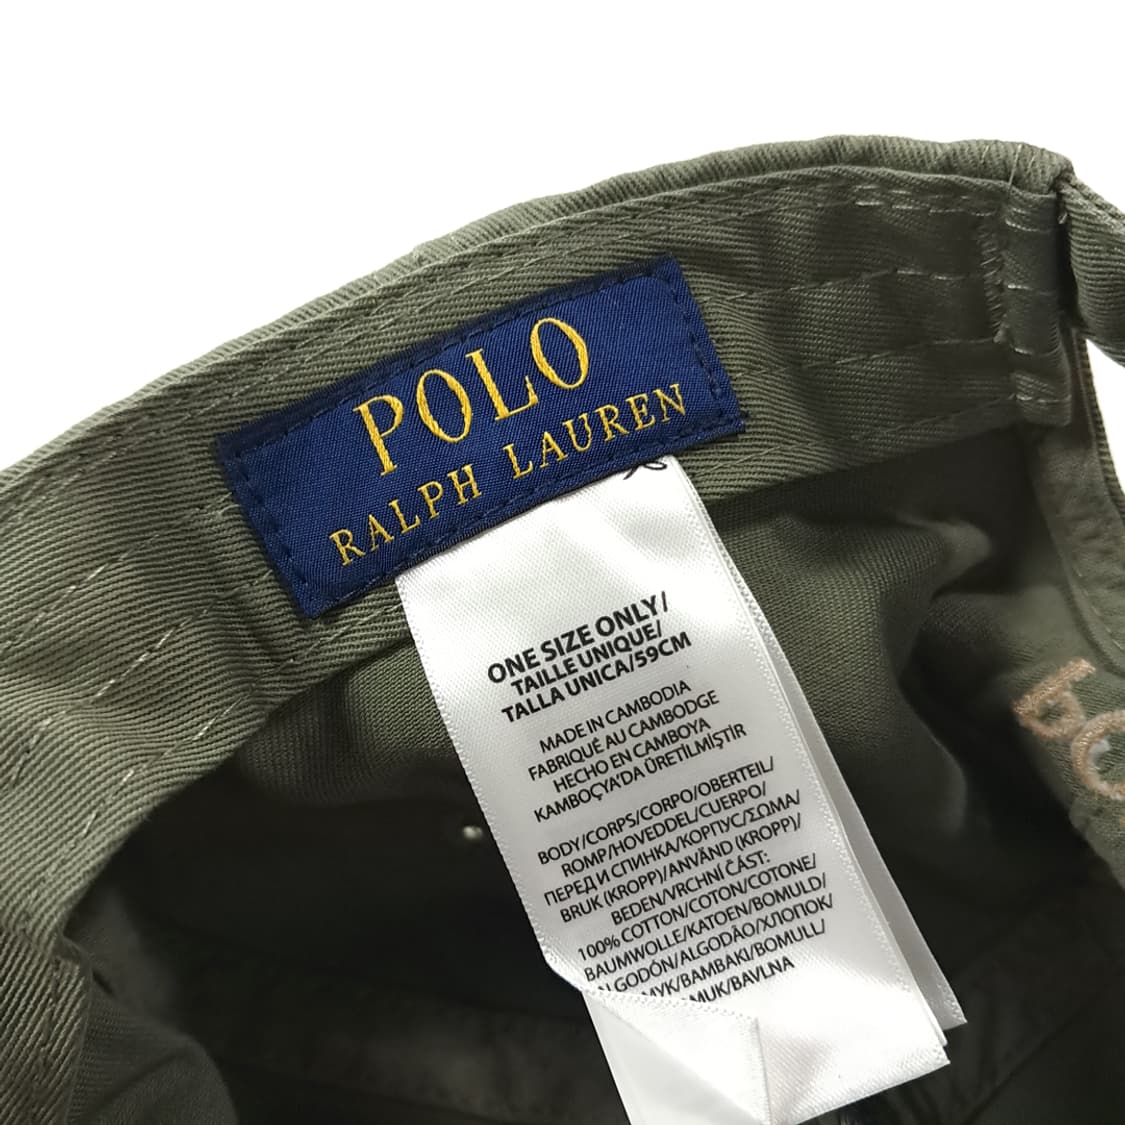 POLO
RALPH LAUREN
ONE SIZE ONLY/
TAILLE UNIQUE/
TALLA UNICA/59CM
MADE IN CAMBODIA
FABRIQUÉ AU CAMBODGE
HECHO EN CAMBOYA
KAMBOÇYA'DA ÜRETİLMİŞTİR
BODY/CORPS/CORPO/OBERTEIL/
ROMP/HOVEDDEL/CUERPO/
ПЕРЕД И СПИНКА/КОРПУС/ΣΩΜΑ/
BRUK (KROPP)/ANVÄND (KROPP)/
BEDEN/VRCHNÍ ČÁST:
100% COTTON/COTON/COTONE/
BAUMWOLLE/KATOEN/BOMULD/
ALGODÓN/ALGODÃO/ХЛОПОК/
BAMBAKI/BOMULL/
PAMUK/BAVLNA